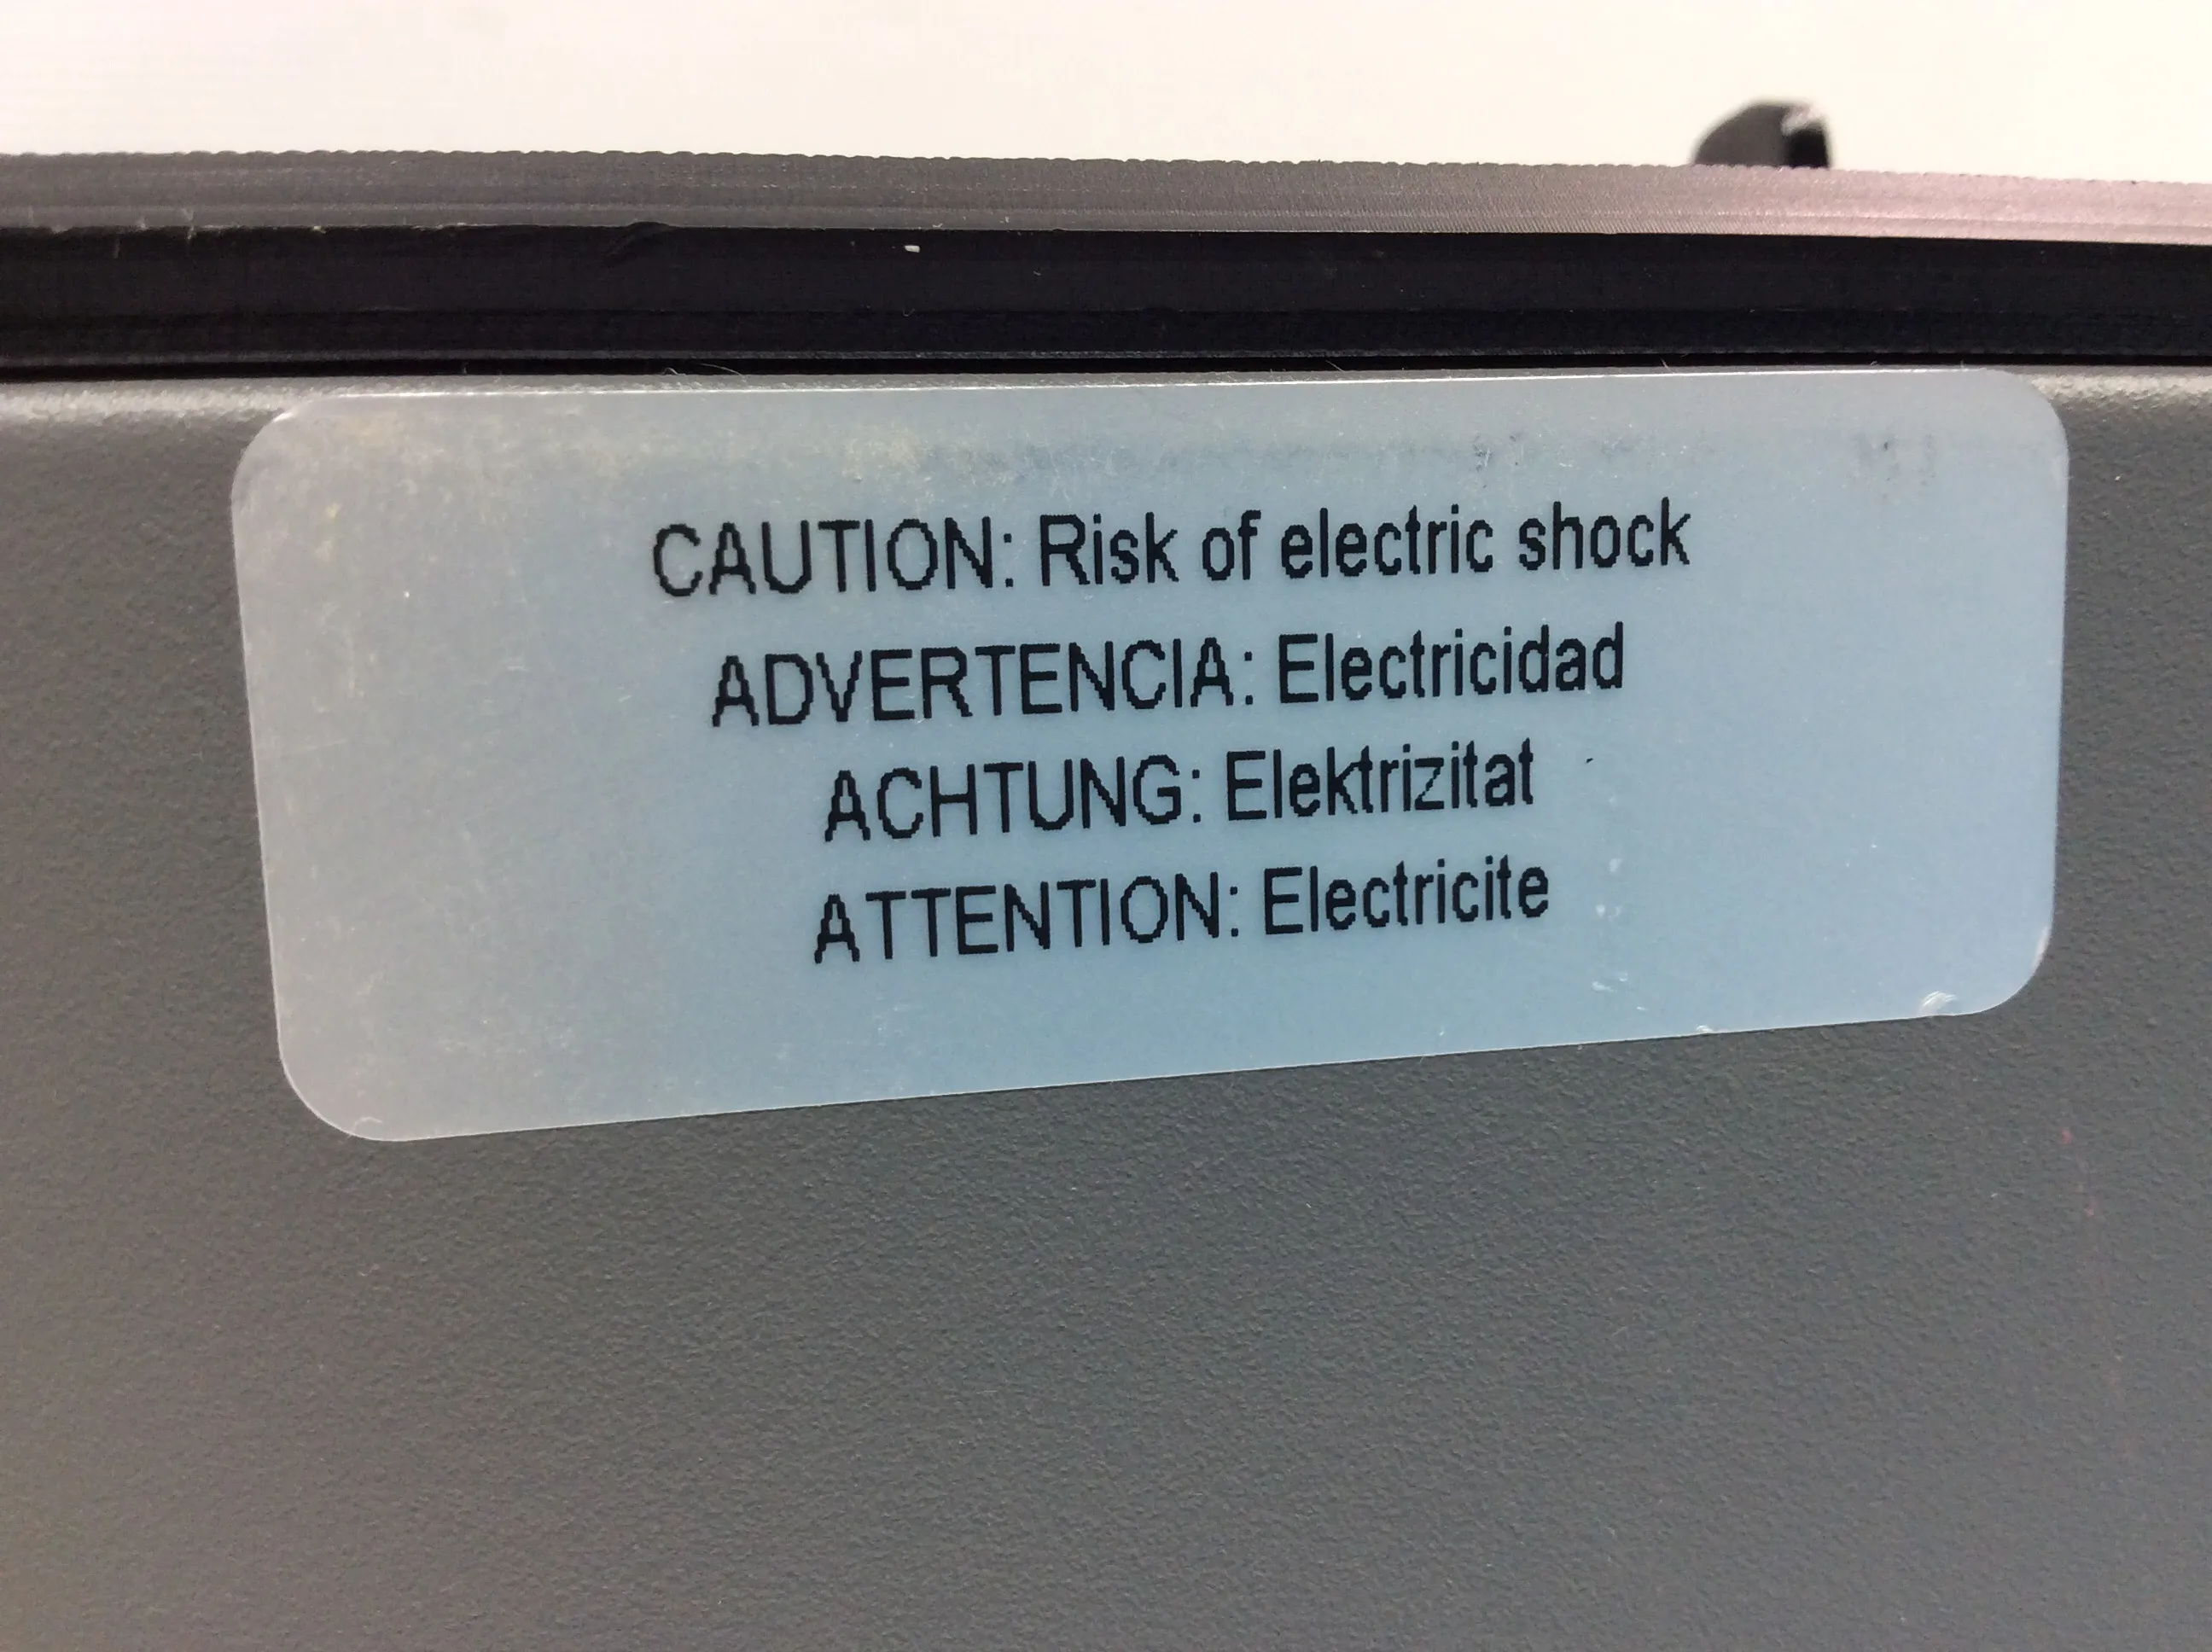 CAUTION: Risk of electric shock
ADVERTENCIA: Electricidad
ACHTUNG: Elektrizitat
ATTENTION: Electricite